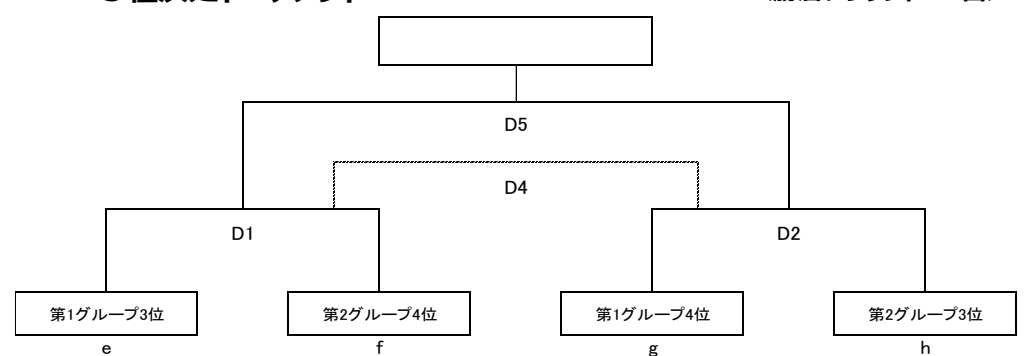 D5
D4
D1
D2
第1グループ3位
第2グループ4位
第1グループ4位
第2グループ3位
e
f
g
h